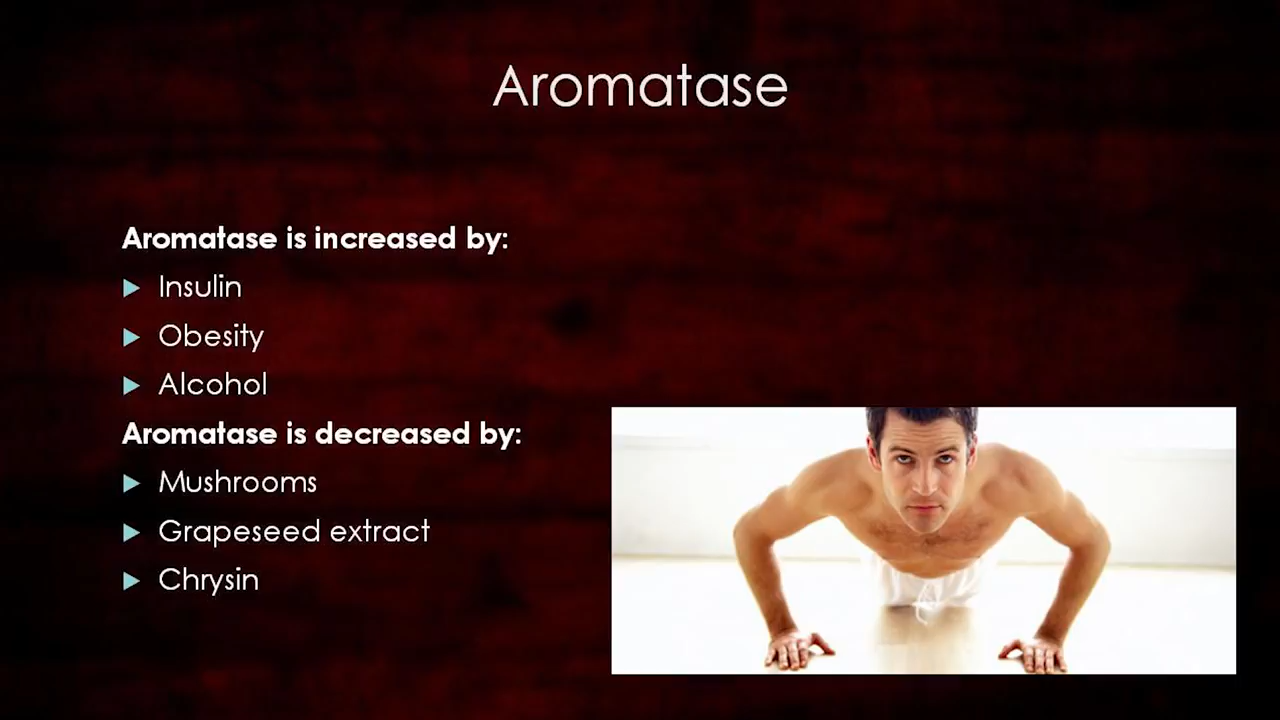 Aromatase
Aromatase is increased by:
Insulin
Obesity
Alcohol
Aromatase is decreased by:
Mushrooms
Grapeseed extract
Chrysin